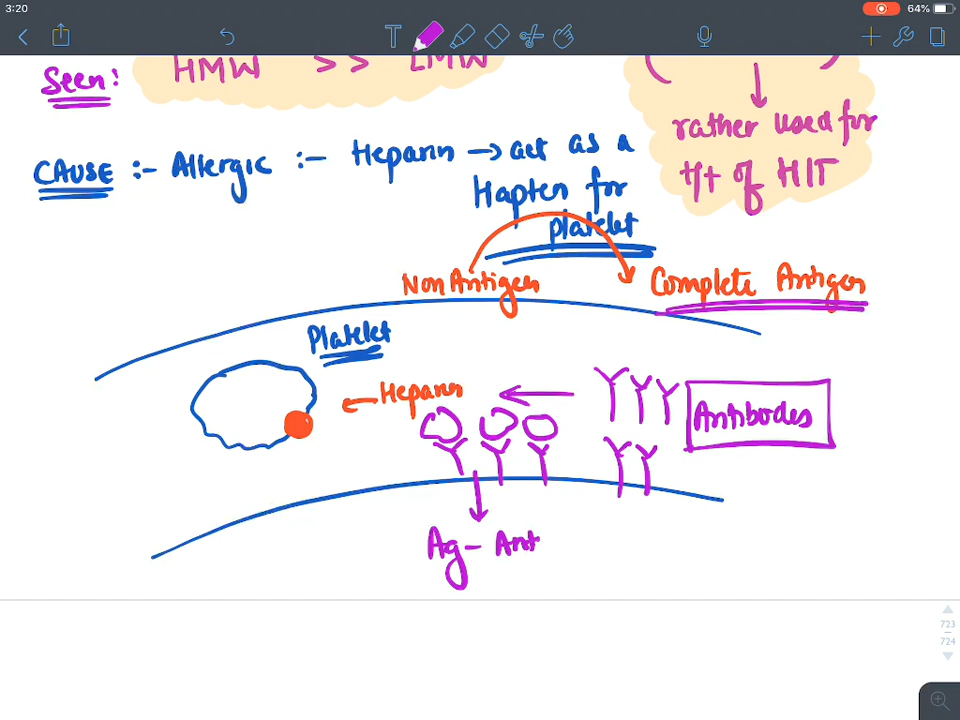 3:20
64%
T
HMW >> LMW
Seen:
rather used for
t/t of HIT
CAUSE :- Allergic :- Heparin → act as a
Hapten for
platelet
Non Antigen
Complete Antigen
Platelet
← Heparin
Antibodes
Ag - Ant
723
724